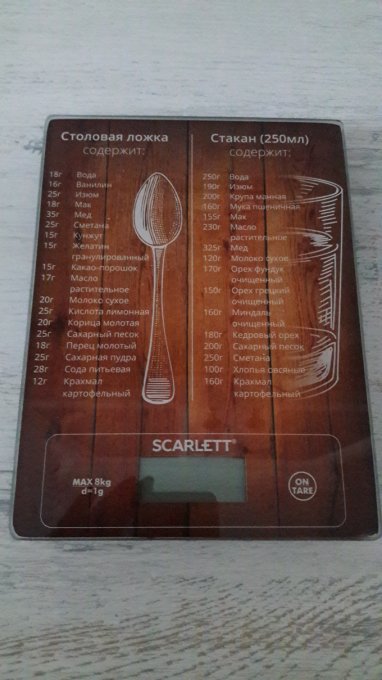 Столовая ложка
содержит:
18г Вода
16г Ванилин
25г Изюм
18г Мак
35г Мед
25г Сметана
15г Кунжут
15г Желатин
гранулированный
15г Какао-порошок
17г Масло
растительное
20г Молоко сухое
25г Кислота лимонная
20г Корица молотая
25г Сахарный песок
18г Перец молотый
25г Сахарная пудра
28г Сода питьевая
12г Крахмал
картофельный
Стакан (250мл)
содержит:
250г Вода
190г Изюм
200г Крупа манная
160г Мука пшеничная
155г Мак
230г Масло
растительное
325г Мед
120г Молоко сухое
170г Орех фундук
очищенный
150г Орех грецкий
очищенный
160г Миндаль
очищенный
180г Кедровый орех
200г Сахарный песок
250г Сметана
100г Хлопья овсяные
160г Крахмал
картофельный
SCARLETT®
MAX 8kg
d=1g
ON
TARE